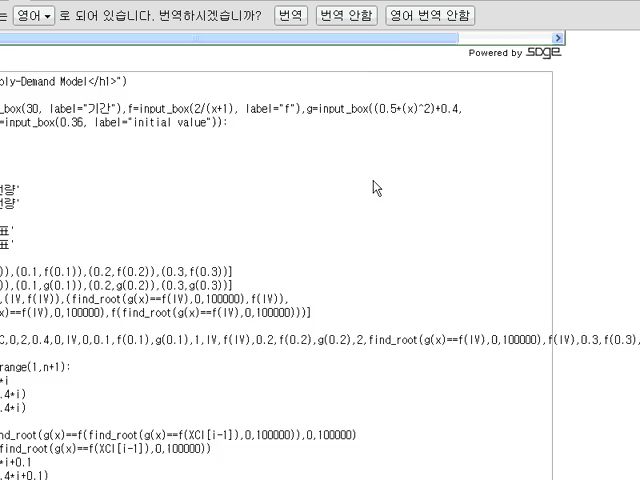 는 영어 로 되어 있습니다. 번역하시겠습니까? 번역 번역 안함 영어 번역 안함
Powered by sage
ply-Demand Model</h1>")
_box(30, label="기간"),f=input_box(2/(x+1), label="f"),g=input_box((0.5+(x)^2)+0.4,
=input_box(0.36, label="initial value")):
량'
량'
표'
표'
)),(0.1,f(0.1)),(0.2,f(0.2)),(0.3,f(0.3))]
)),(0.1,g(0.1)),(0.2,g(0.2)),(0.3,g(0.3))]
,(IV,f(IV)),(find_root(g(x)==f(IV),0,100000),f(IV)),
x)==f(IV),0,100000),f(find_root(g(x)==f(IV),0,100000)))]
C,0,2,0.4,0,IV,0,0.1,f(0.1),g(0.1),1,IV,f(IV),0.2,f(0.2),g(0.2),2,find_root(g(x)==f(IV),0,100000),f(IV),0.3,f(0.3),
range(1,n+1):
*i
.4*i)
.4*i)
nd_root(g(x)==f(find_root(g(x)==f(XCI[i-1]),0,100000)),0,100000)
find_root(g(x)==f(XCI[i-1]),0,100000))
*i+0.1
.4*i+0.1)